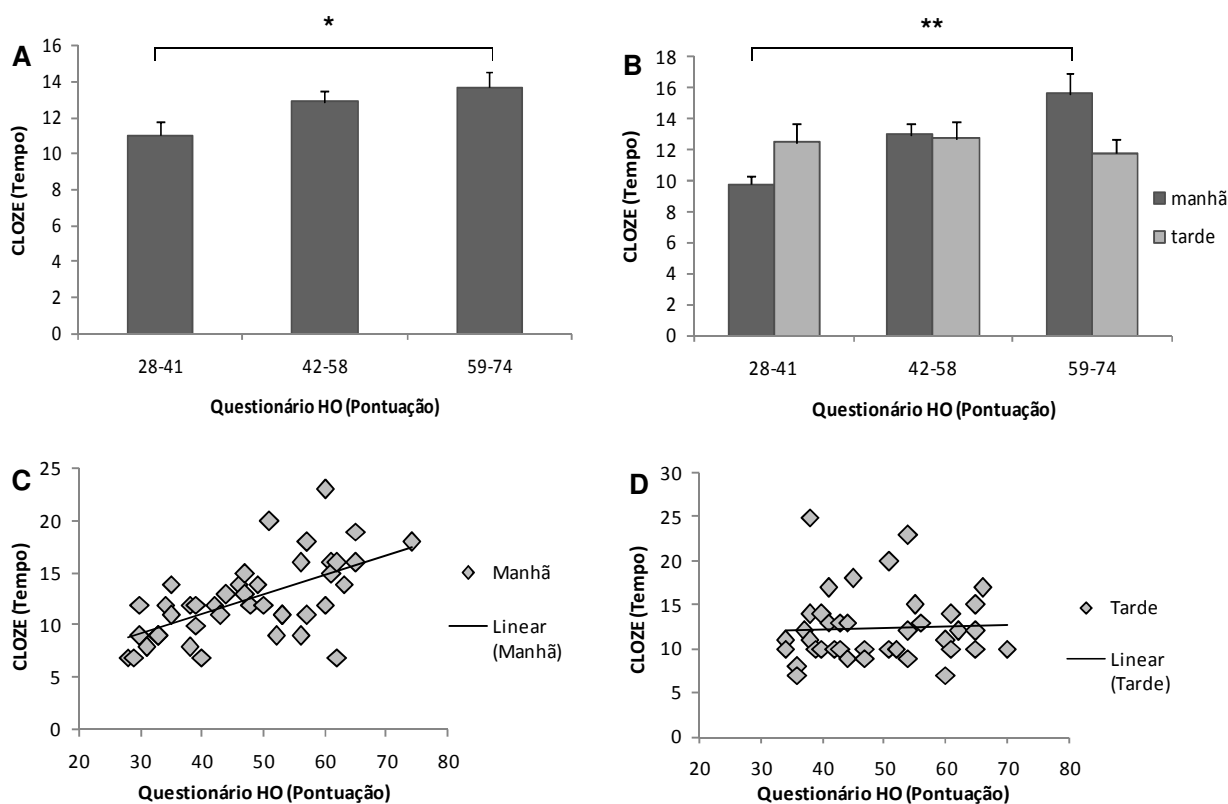 A
*
CLOZE (Tempo)
16
14
12
10
8
6
4
2
0
28-41 42-58 59-74
Questionário HO (Pontuação)
B
**
CLOZE (Tempo)
18
16
14
12
10
8
6
4
2
0
28-41 42-58 59-74
Questionário HO (Pontuação)
manhã
tarde
C
CLOZE (Tempo)
25
20
15
10
5
0
20 30 40 50 60 70 80
Questionário HO (Pontuação)
Manhã
Linear
(Manhã)
D
CLOZE (Tempo)
30
25
20
15
10
5
0
20 30 40 50 60 70 80
Questionário HO (Pontuação)
Tarde
Linear
(Tarde)